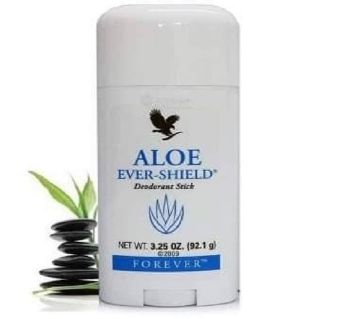 ALOE
EVER-SHIELD®
Deodorant Stick
NET WT. 3.25 OZ. (92.1 g)
©2009
FOREVER™